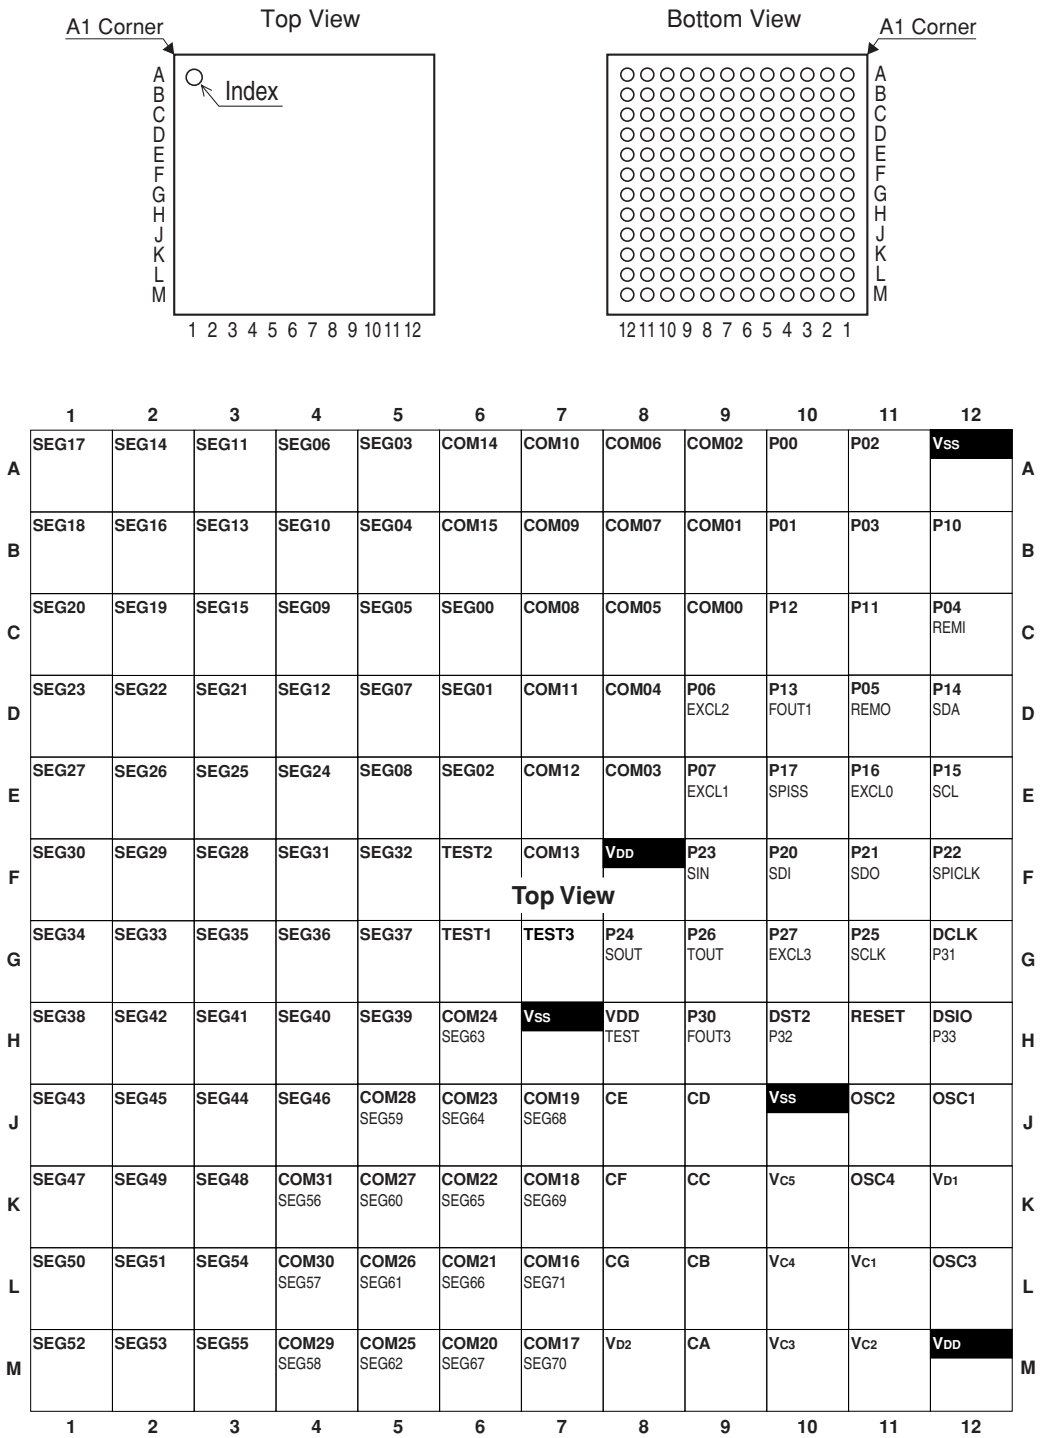 Top View
Bottom View
A1 Corner
A1 Corner
Index
A
B
C
D
E
F
G
H
J
K
L
M
1 2 3 4 5 6 7 8 9 10 11 12
A
B
C
D
E
F
G
H
J
K
L
M
12 11 10 9 8 7 6 5 4 3 2 1
1 2 3 4 5 6 7 8 9 10 11 12
A SEG17 SEG14 SEG11 SEG06 SEG03 COM14 COM10 COM06 COM02 P00 P02 VSS A
B SEG18 SEG16 SEG13 SEG10 SEG04 COM15 COM09 COM07 COM01 P01 P03 P10 B
C SEG20 SEG19 SEG15 SEG09 SEG05 SEG00 COM08 COM05 COM00 P12 P11 P04 C
REMI
D SEG23 SEG22 SEG21 SEG12 SEG07 SEG01 COM11 COM04 P06 P13 P05 P14 D
EXCL2 FOUT1 REMO SDA
E SEG27 SEG26 SEG25 SEG24 SEG08 SEG02 COM12 COM03 P07 P17 P16 P15 E
EXCL1 SPISS EXCL0 SCL
F SEG30 SEG29 SEG28 SEG31 SEG32 TEST2 COM13 VDD P23 P20 P21 P22 F
SIN SDI SDO SPICLK
Top View
G SEG34 SEG33 SEG35 SEG36 SEG37 TEST1 TEST3 P24 P26 P27 P25 DCLK G
SOUT TOUT EXCL3 SCLK P31
H SEG38 SEG42 SEG41 SEG40 SEG39 COM24 VSS VDD P30 DST2 RESET DSIO H
SEG63 TEST FOUT3 P32 P33
J SEG43 SEG45 SEG44 SEG46 COM28 COM23 COM19 CE CD VSS OSC2 OSC1 J
SEG59 SEG64 SEG68
K SEG47 SEG49 SEG48 COM31 COM27 COM22 COM18 CF CC VC5 OSC4 VD1 K
SEG56 SEG60 SEG65 SEG69
L SEG50 SEG51 SEG54 COM30 COM26 COM21 COM16 CG CB VC4 VC1 OSC3 L
SEG57 SEG61 SEG66 SEG71
M SEG52 SEG53 SEG55 COM29 COM25 COM20 COM17 VD2 CA VC3 VC2 VDD M
SEG58 SEG62 SEG67 SEG70
1 2 3 4 5 6 7 8 9 10 11 12